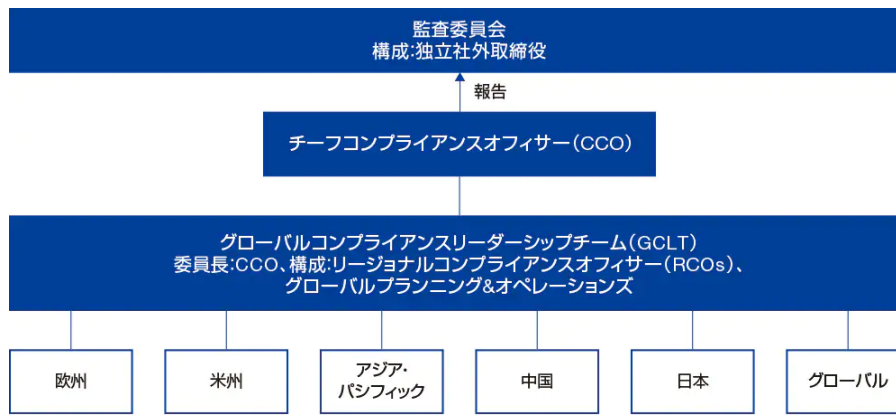 監査委員会
構成:独立社外取締役
報告
チーフコンプライアンスオフィサー(CCO)
グローバルコンプライアンスリーダーシップチーム(GCLT)
委員長:CCO、構成:リージョナルコンプライアンスオフィサー(RCOs)、
グローバルプランニング&オペレーションズ
欧州
米州
アジア・
パシフィック
中国
日本
グローバル